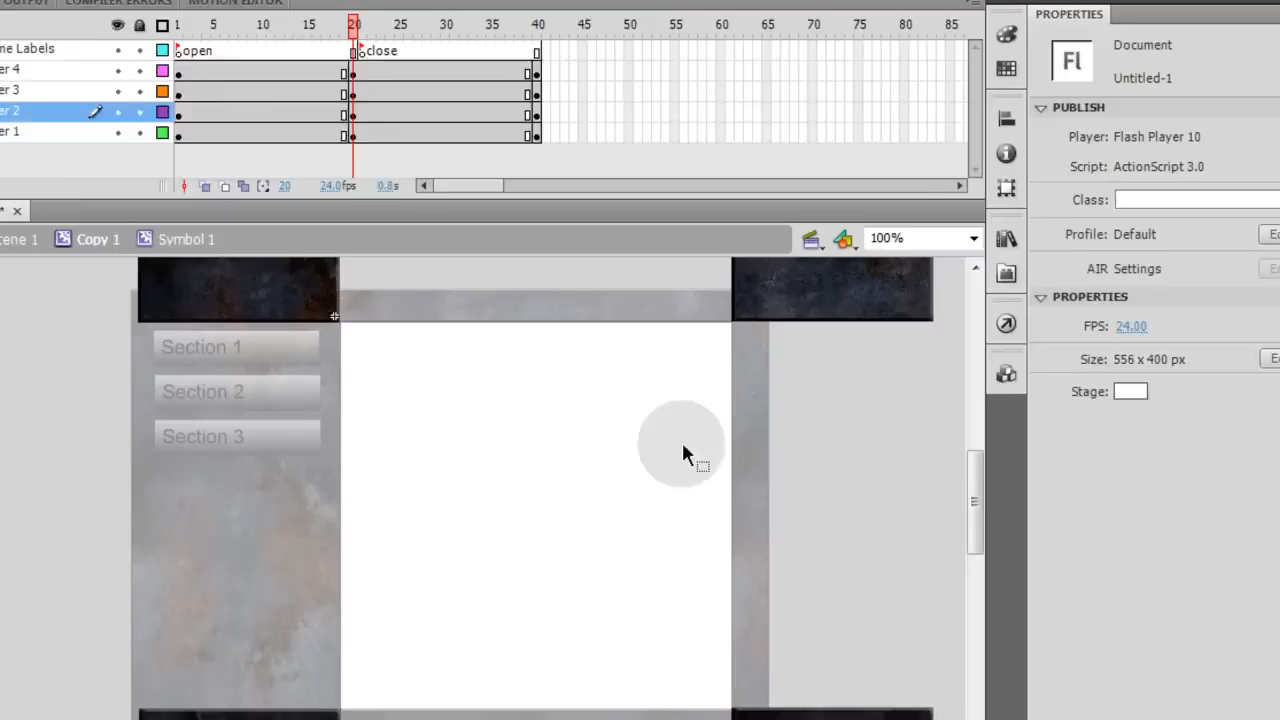 OUTPUT COMPILER ERRORS MOTION EDITOR
1 5 10 15 20 25 30 35 40 45 50 55 60 65 70 75 80 85
me Labels
open
close
er 4
er 3
er 2
er 1
20 24.0fps 0.8s
cene 1 Copy 1 Symbol 1
100%
Section 1
Section 2
Section 3
PROPERTIES
Fl
Document
Untitled-1
PUBLISH
Player: Flash Player 10
Script: ActionScript 3.0
Class:
Profile: Default
AIR Settings
PROPERTIES
FPS: 24.00
Size: 556 x 400 px
Stage: